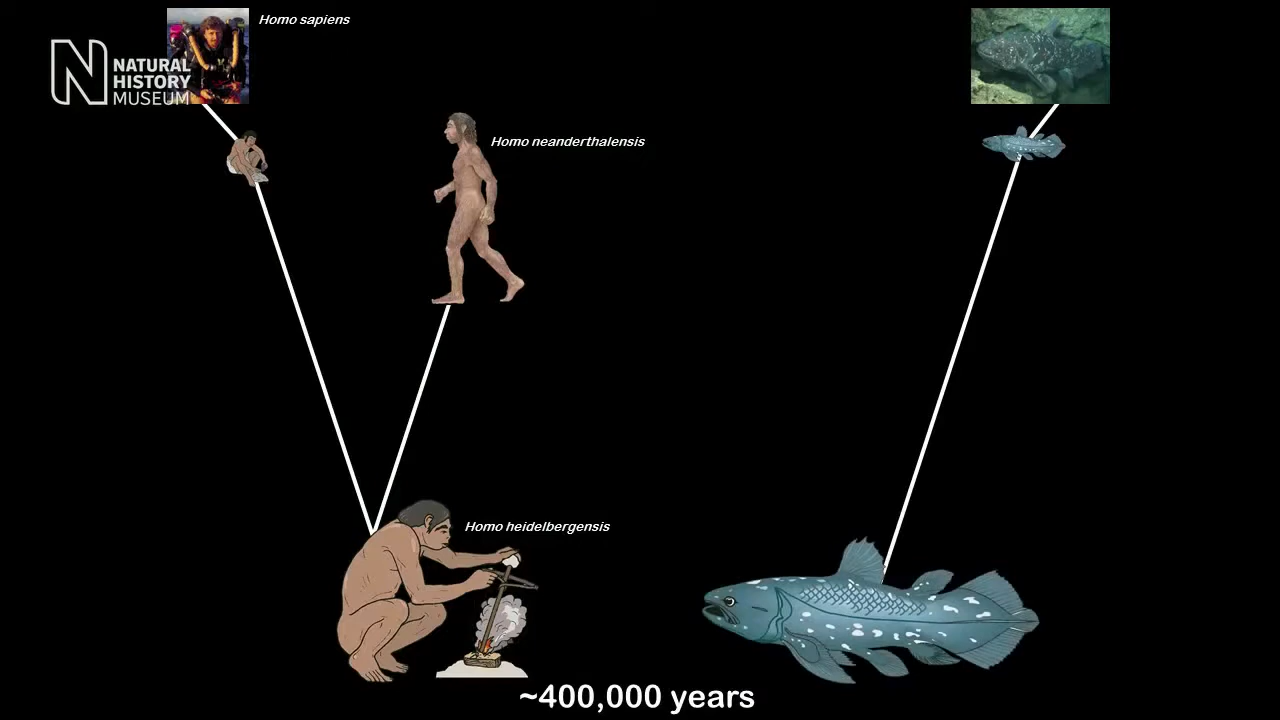 Homo sapiens
NATURAL
HISTORY
MUSEUM
Homo neanderthalensis
Homo heidelbergensis
~400,000 years